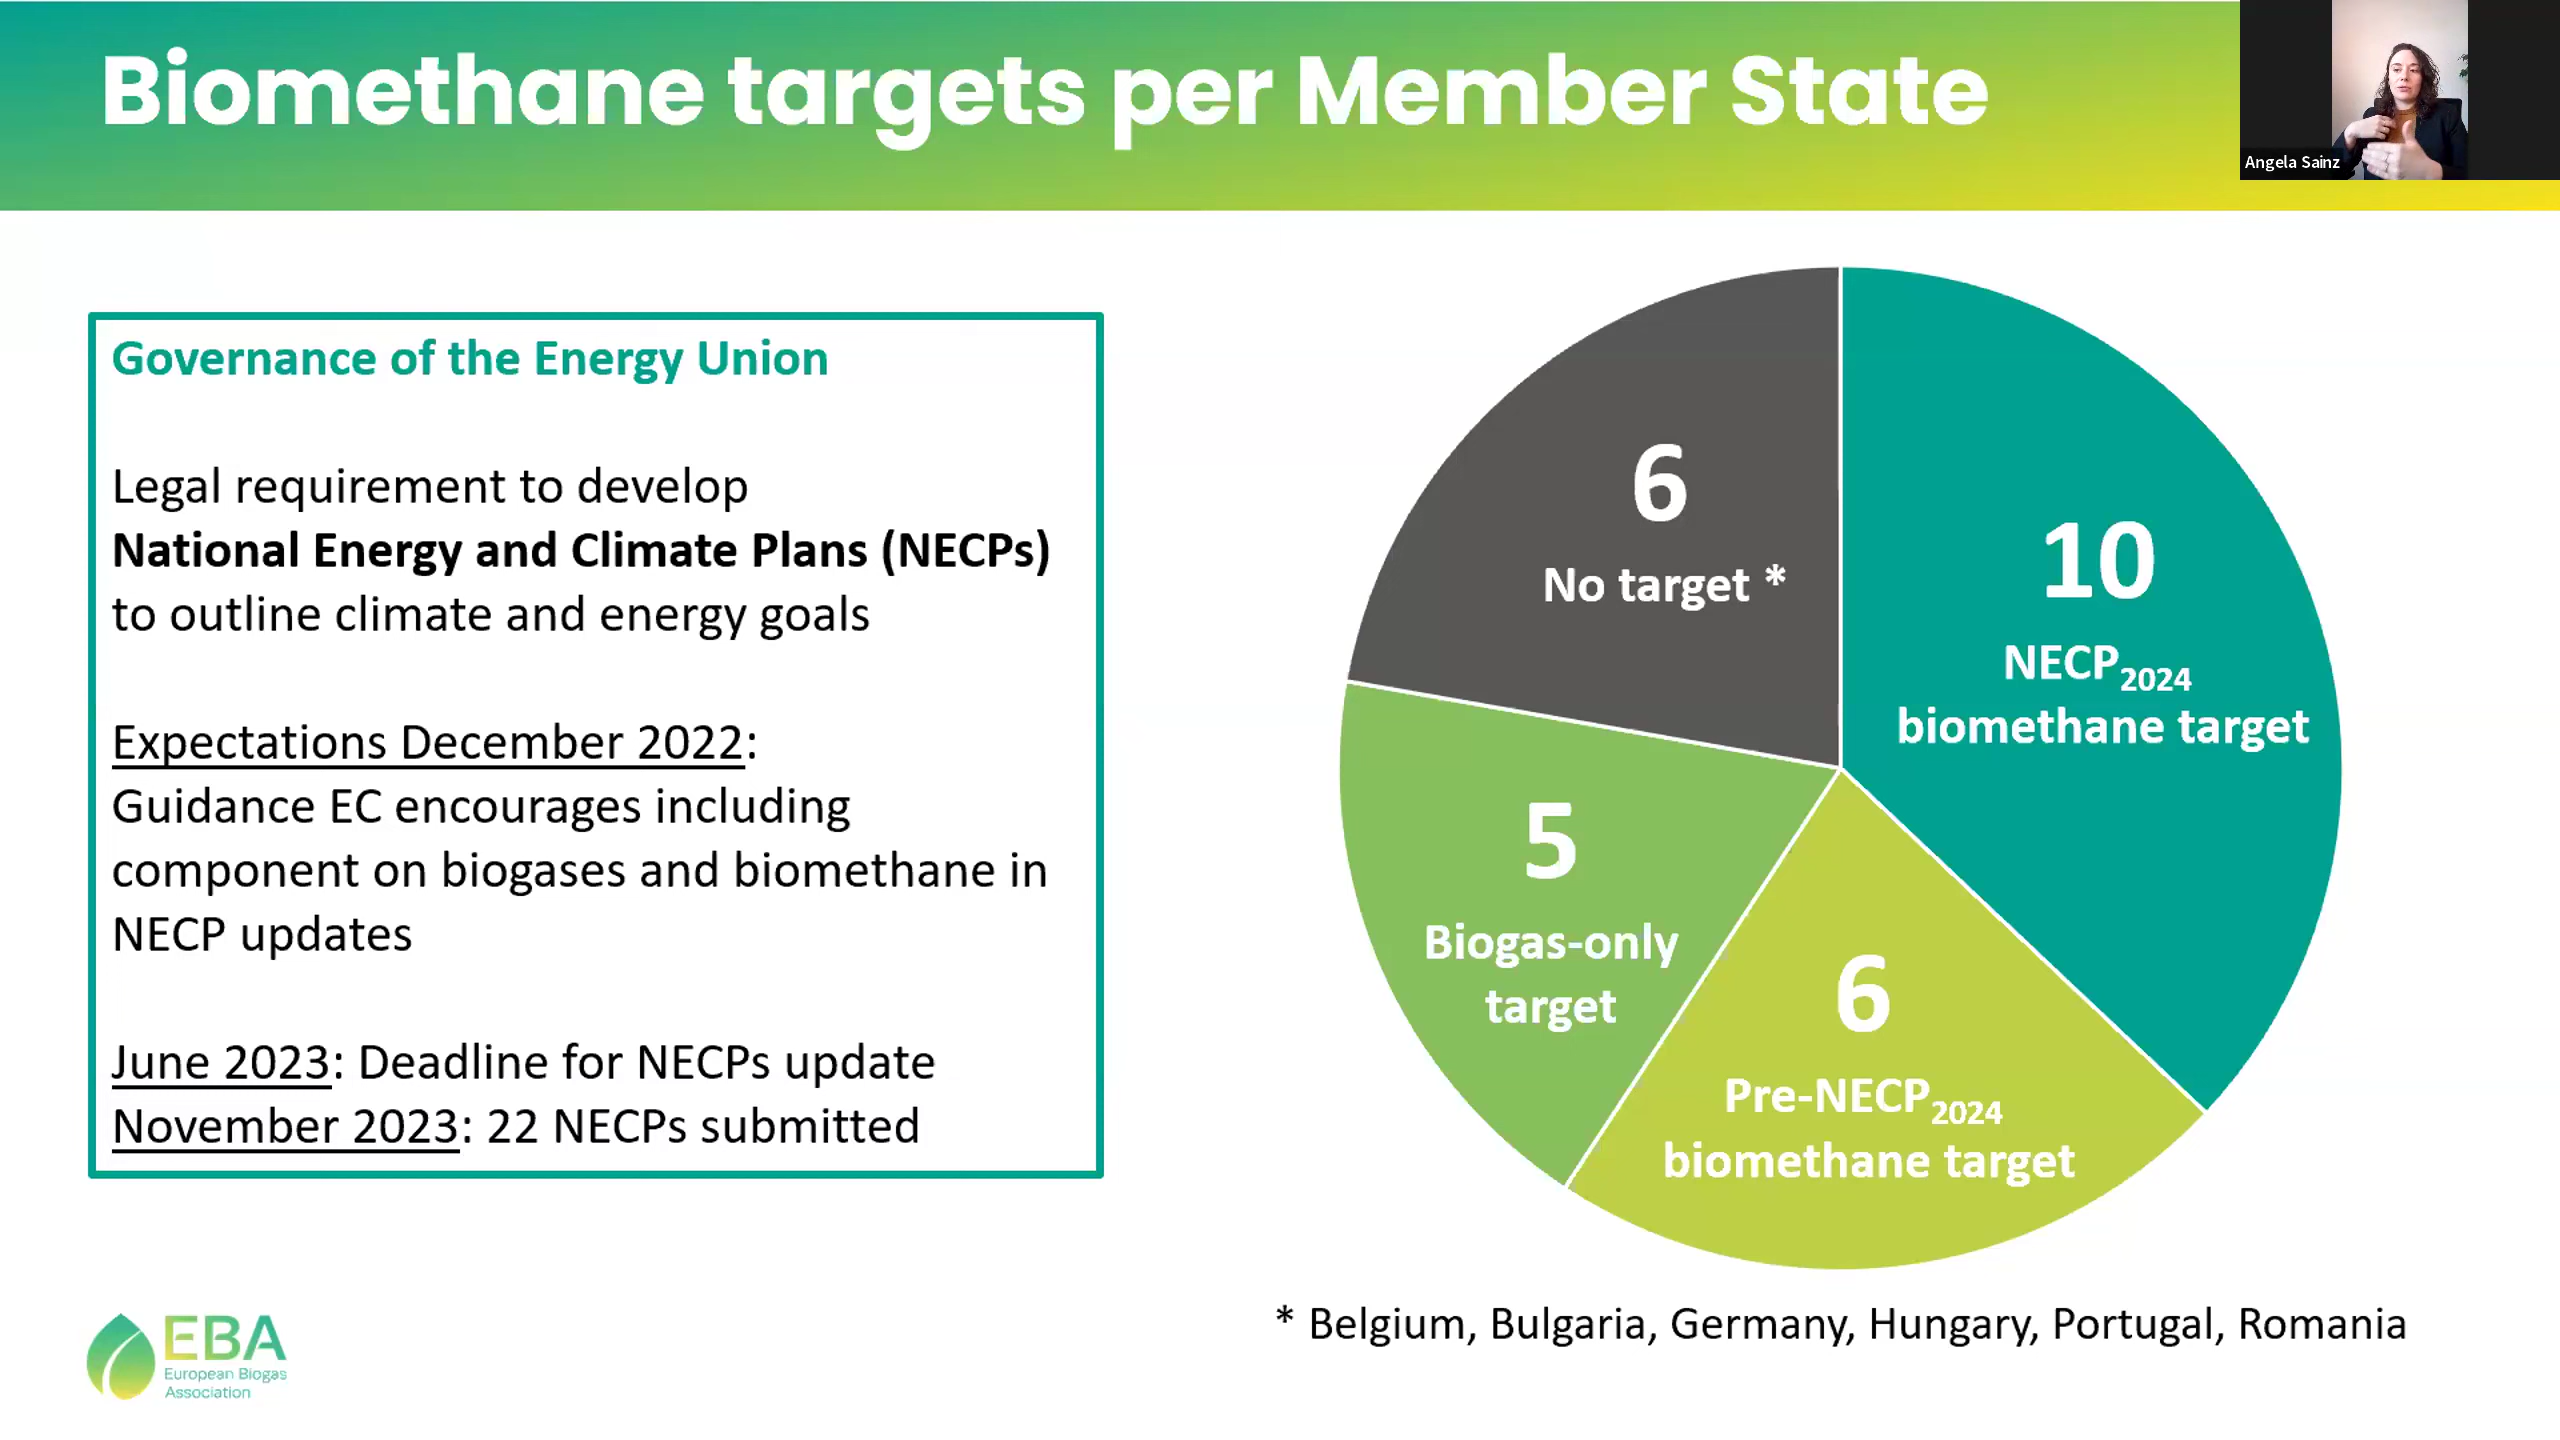 Biomethane targets per Member State
Angela Sainz
Governance of the Energy Union
Legal requirement to develop
National Energy and Climate Plans (NECPs)
to outline climate and energy goals
Expectations December 2022:
Guidance EC encourages including
component on biogases and biomethane in
NECP updates
June 2023: Deadline for NECPs update
November 2023: 22 NECPs submitted
6
No target *
10
NECP2024
biomethane target
5
Biogas-only
target
6
Pre-NECP2024
biomethane target
* Belgium, Bulgaria, Germany, Hungary, Portugal, Romania
EBA
European Biogas
Association